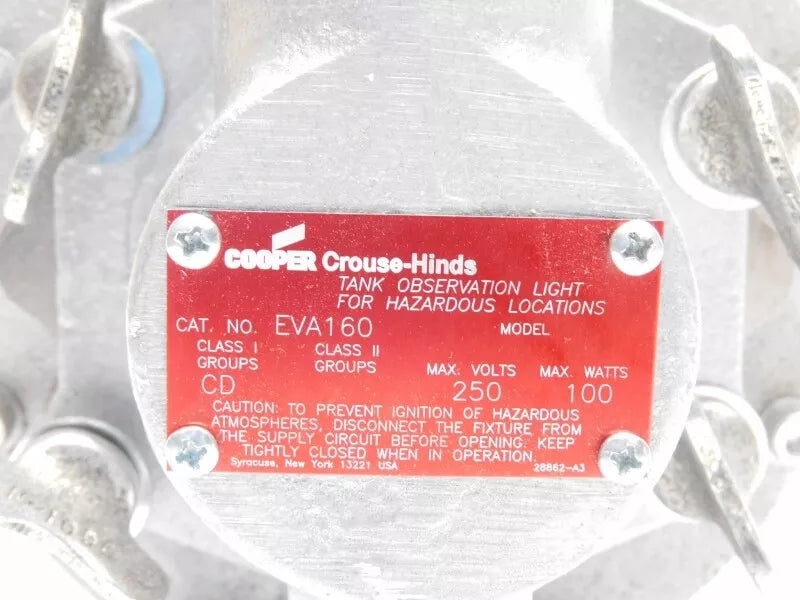 COOPER Crouse-Hinds
TANK OBSERVATION LIGHT
FOR HAZARDOUS LOCATIONS
CAT. NO. EVA160 MODEL
CLASS I CLASS II
GROUPS GROUPS MAX. VOLTS MAX. WATTS
CD 250 100
CAUTION: TO PREVENT IGNITION OF HAZARDOUS
ATMOSPHERES, DISCONNECT THE FIXTURE FROM
THE SUPPLY CIRCUIT BEFORE OPENING. KEEP
TIGHTLY CLOSED WHEN IN OPERATION.
Syracuse, New York 13221 USA 28862-A3